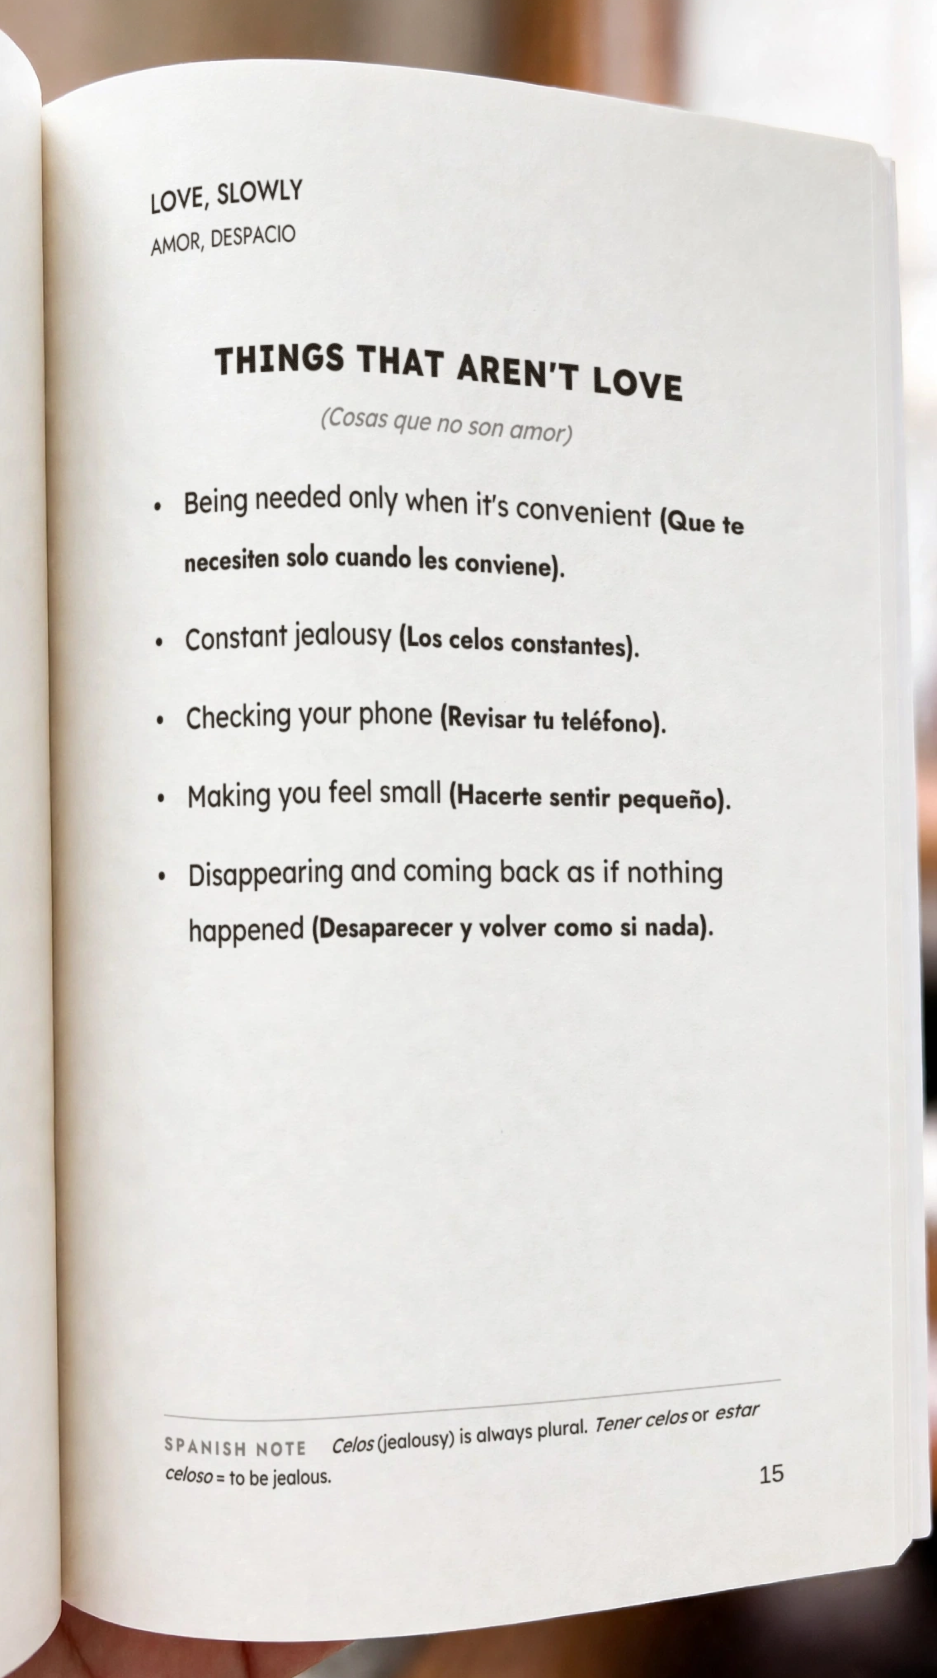 LOVE, SLOWLY
AMOR, DESPACIO
THINGS THAT AREN'T LOVE
(Cosas que no son amor)
• Being needed only when it's convenient (Que te
necesiten solo cuando les conviene).
• Constant jealousy (Los celos constantes).
• Checking your phone (Revisar tu teléfono).
• Making you feel small (Hacerte sentir pequeño).
• Disappearing and coming back as if nothing
happened (Desaparecer y volver como si nada).
SPANISH NOTE Celos (jealousy) is always plural. Tener celos or estar
celoso = to be jealous.
15